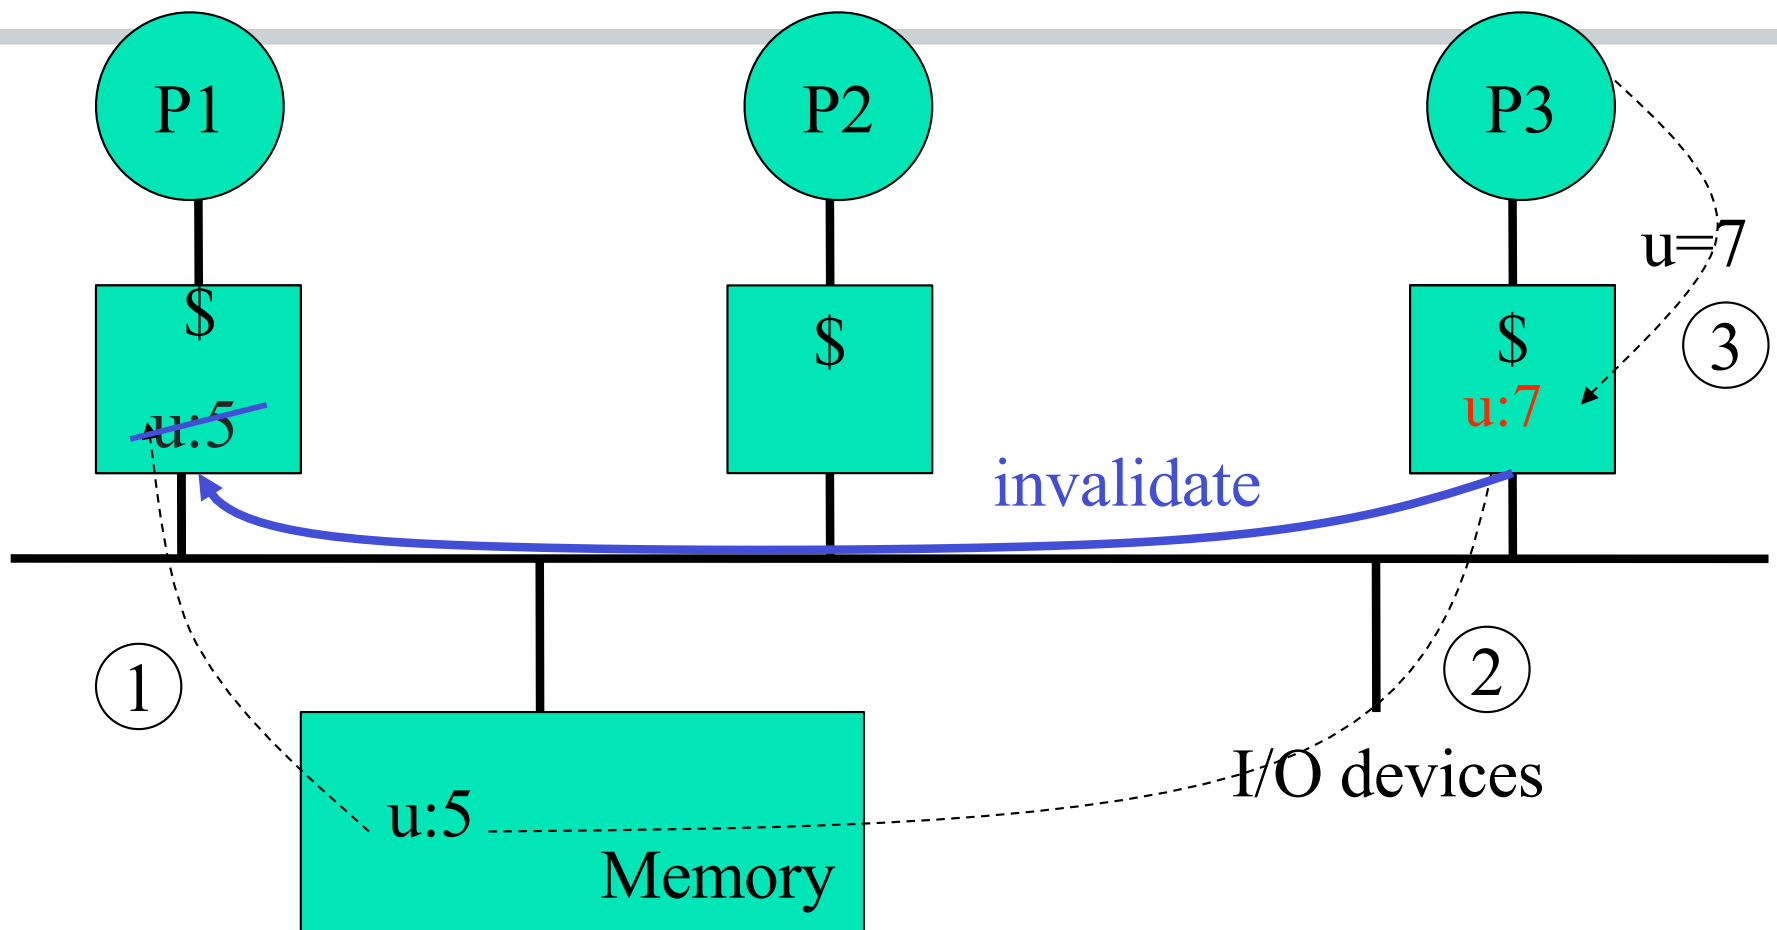 P1
P2
P3
u=7
$
$
$
3
u:5
u:7
invalidate
1
2
I/O devices
u:5
Memory